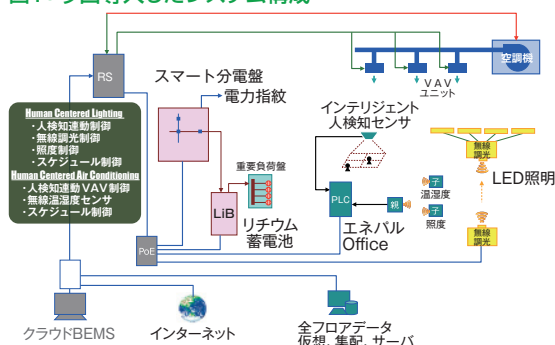 RS
スマート分電盤
電力指紋
VAV
ユニット
空調機
Human Centered Lighting
・人検知連動制御
・無線調光制御
・照度制御
・スケジュール制御
Human Centered Air Conditioning
・人検知連動VAV制御
・無線温湿度センサ
・スケジュール制御
インテリジェント
人検知センサ
重要負荷盤
LiB
リチウム
蓄電池
PLC
エネパル
Office
親
子
温湿度
子
照度
無線
調光
LED照明
無線
調光
PoE
クラウドBEMS
インターネット
全フロアデータ
仮想、集配、サーバ